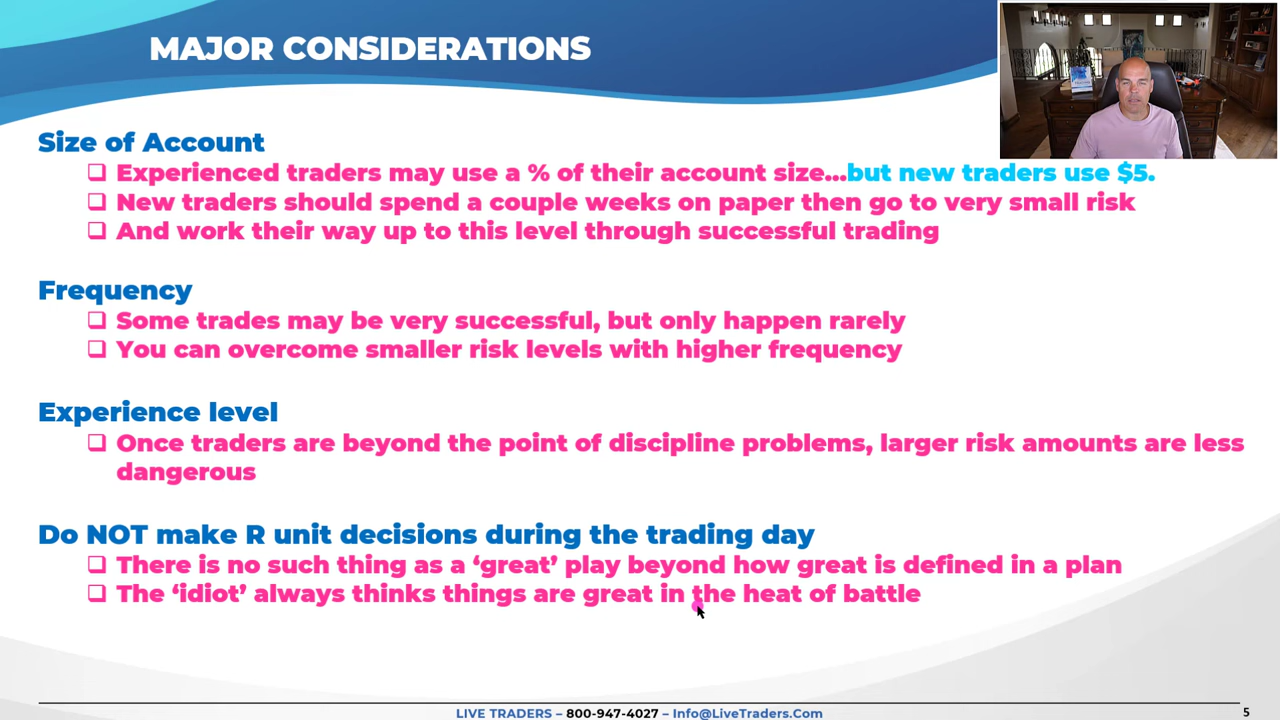 MAJOR CONSIDERATIONS
Size of Account
Experienced traders may use a % of their account size...but new traders use $5.
New traders should spend a couple weeks on paper then go to very small risk
And work their way up to this level through successful trading
Frequency
Some trades may be very successful, but only happen rarely
You can overcome smaller risk levels with higher frequency
Experience level
Once traders are beyond the point of discipline problems, larger risk amounts are less
dangerous
Do NOT make R unit decisions during the trading day
There is no such thing as a ‘great’ play beyond how great is defined in a plan
The ‘idiot’ always thinks things are great in the heat of battle
LIVE TRADERS – 800-947-4027 – Info@LiveTraders.Com
5